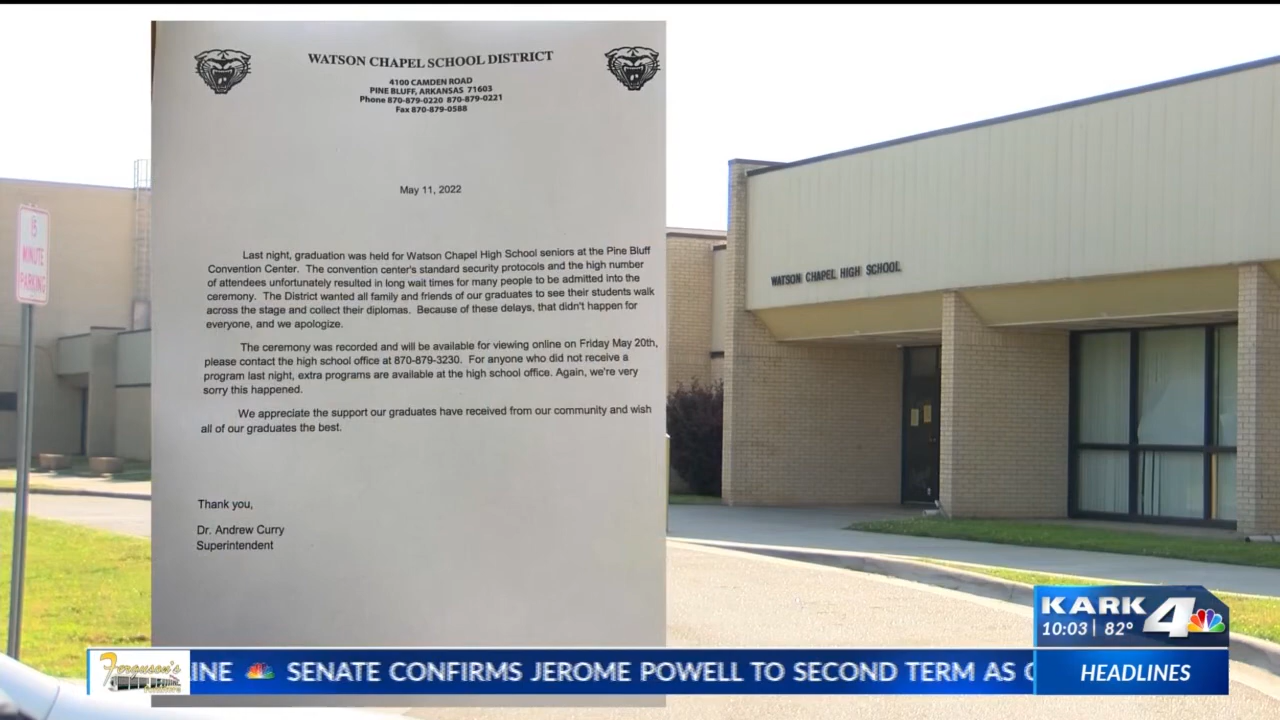 WATSON CHAPEL SCHOOL DISTRICT
4100 CAMDEN ROAD
PINE BLUFF, ARKANSAS 71603
Phone 870-879-0220 870-879-0221
Fax 870-879-0588
May 11, 2022
Last night, graduation was held for Watson Chapel High School seniors at the Pine Bluff
Convention Center. The convention center's standard security protocols and the high number
of attendees unfortunately resulted in long wait times for many people to be admitted into the
ceremony. The District wanted all family and friends of our graduates to see their students walk
across the stage and collect their diplomas. Because of these delays, that didn't happen for
everyone, and we apologize.
The ceremony was recorded and will be available for viewing online on Friday May 20th,
please contact the high school office at 870-879-3230. For anyone who did not receive a
program last night, extra programs are available at the high school office. Again, we're very
sorry this happened.
We appreciate the support our graduates have received from our community and wish
all of our graduates the best.
Thank you,
Dr. Andrew Curry
Superintendent
15
MINUTE
PARKING
WATSON CHAPEL HIGH SCHOOL
KARK 4
10:03 | 82°
HEADLINES
Ferguson's
Furniture
INE SENATE CONFIRMS JEROME POWELL TO SECOND TERM AS C